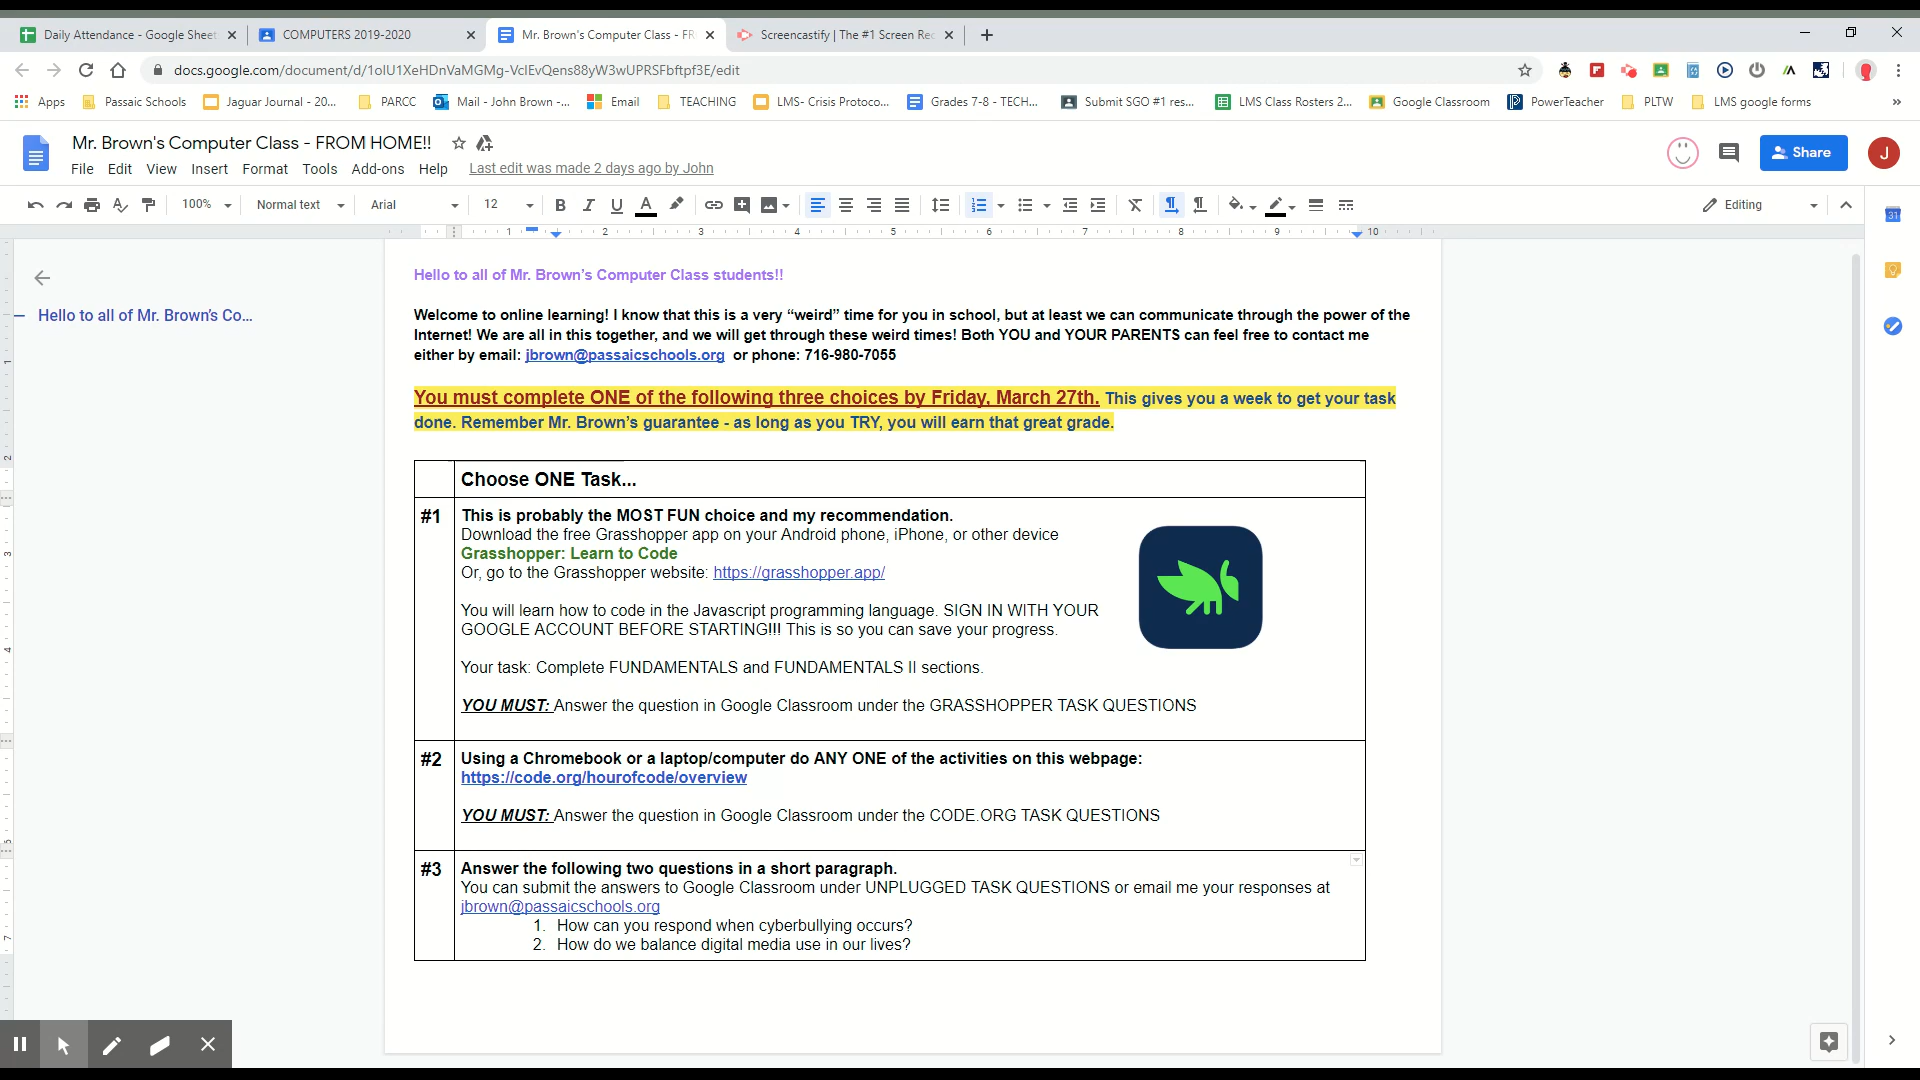 Daily Attendance - Google Sheet
COMPUTERS 2019-2020
Mr. Brown's Computer Class - FR
Screencastify | The #1 Screen Rec
docs.google.com/document/d/1olU1XeHDnVaMGMg-VcIEvQens88yW3wUPRSFbftpf3E/edit
Apps
Passaic Schools
Jaguar Journal - 20...
PARCC
Mail - John Brown -...
Email
TEACHING
LMS- Crisis Protoco...
Grades 7-8 - TECH...
Submit SGO #1 res...
LMS Class Rosters 2...
Google Classroom
PowerTeacher
PLTW
LMS google forms
»
Mr. Brown's Computer Class - FROM HOME!!
File Edit View Insert Format Tools Add-ons Help Last edit was made 2 days ago by John
Share
J
100% Normal text Arial 12 B I U A Editing
1 2 3 4 5 6 7 8 9 10
31
Hello to all of Mr. Brown's Co...
Hello to all of Mr. Brown's Computer Class students!!
Welcome to online learning! I know that this is a very “weird” time for you in school, but at least we can communicate through the power of the
Internet! We are all in this together, and we will get through these weird times! Both YOU and YOUR PARENTS can feel free to contact me
either by email: jbrown@passaicschools.org or phone: 716-980-7055
You must complete ONE of the following three choices by Friday, March 27th. This gives you a week to get your task
done. Remember Mr. Brown's guarantee - as long as you TRY, you will earn that great grade.
Choose ONE Task...
#1 This is probably the MOST FUN choice and my recommendation.
Download the free Grasshopper app on your Android phone, iPhone, or other device
Grasshopper: Learn to Code
Or, go to the Grasshopper website: https://grasshopper.app/
You will learn how to code in the Javascript programming language. SIGN IN WITH YOUR
GOOGLE ACCOUNT BEFORE STARTING!!! This is so you can save your progress.
Your task: Complete FUNDAMENTALS and FUNDAMENTALS II sections.
YOU MUST: Answer the question in Google Classroom under the GRASSHOPPER TASK QUESTIONS
#2 Using a Chromebook or a laptop/computer do ANY ONE of the activities on this webpage:
https://code.org/hourofcode/overview
YOU MUST: Answer the question in Google Classroom under the CODE.ORG TASK QUESTIONS
#3 Answer the following two questions in a short paragraph.
You can submit the answers to Google Classroom under UNPLUGGED TASK QUESTIONS or email me your responses at
jbrown@passaicschools.org
1. How can you respond when cyberbullying occurs?
2. How do we balance digital media use in our lives?